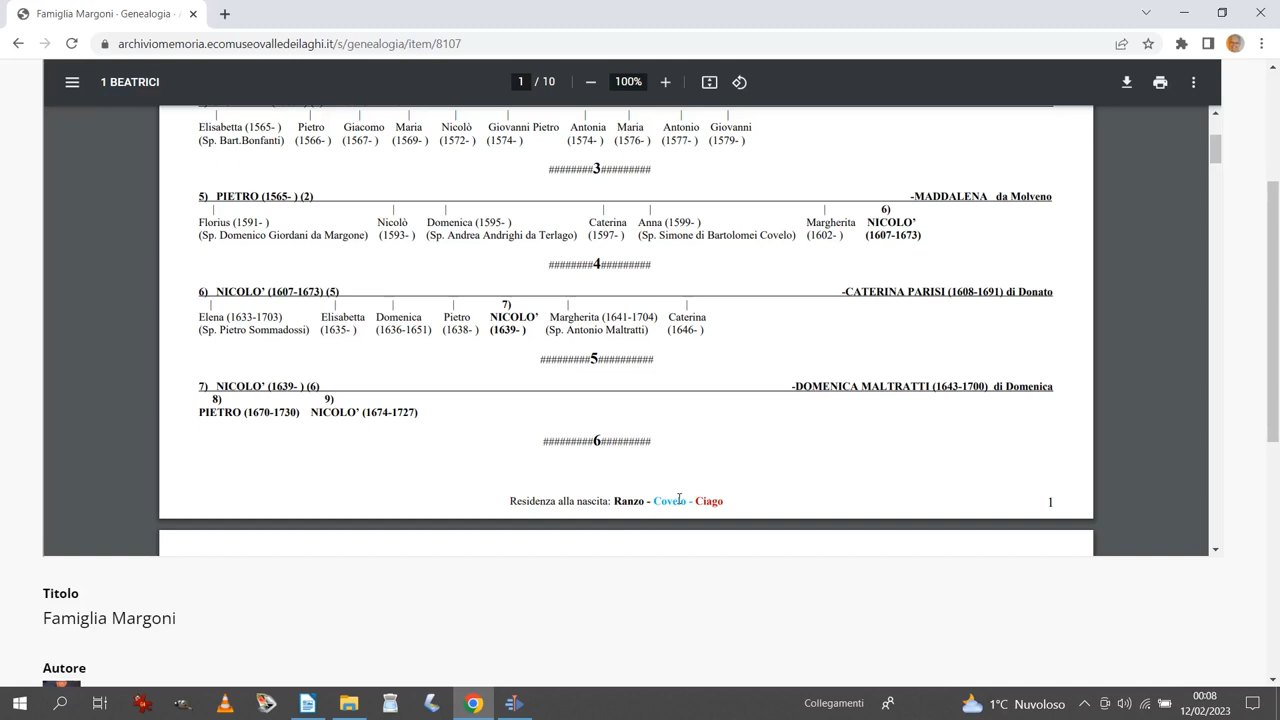 Famiglia Margoni · Genealogia · A
archiviomemoria.ecomuseovalledeilaghi.it/s/genealogia/item/8107
1 BEATRICI
1 / 10
100%
Elisabetta (1565- ) Pietro Giacomo Maria Nicolò Giovanni Pietro Antonia Maria Antonio Giovanni
(Sp. Bart.Bonfanti) (1566- ) (1567- ) (1569- ) (1572- ) (1574- ) (1574- ) (1576- ) (1577- ) (1579- )
########3#########
5) PIETRO (1565- ) (2) -MADDALENA da Molveno
6)
Florius (1591- ) Nicolò Domenica (1595- ) Caterina Anna (1599- ) Margherita NICOLO’
(Sp. Domenico Giordani da Margone) (1593- ) (Sp. Andrea Andrighi da Terlago) (1597- ) (Sp. Simone di Bartolomei Covelo) (1602- ) (1607-1673)
########4#########
6) NICOLO’ (1607-1673) (5) -CATERINA PARISI (1608-1691) di Donato
7)
Elena (1633-1703) Elisabetta Domenica Pietro NICOLO’ Margherita (1641-1704) Caterina
(Sp. Pietro Sommadossi) (1635- ) (1636-1651) (1638- ) (1639- ) (Sp. Antonio Maltratti) (1646- )
#########5##########
7) NICOLO’ (1639- ) (6) -DOMENICA MALTRATTI (1643-1700) di Domenica
8) 9)
PIETRO (1670-1730) NICOLO’ (1674-1727)
#########6#########
Residenza alla nascita: Ranzo - Covelo - Ciago
1
Titolo
Famiglia Margoni
Autore
Collegamenti
1°C Nuvoloso
00:08
12/02/2023